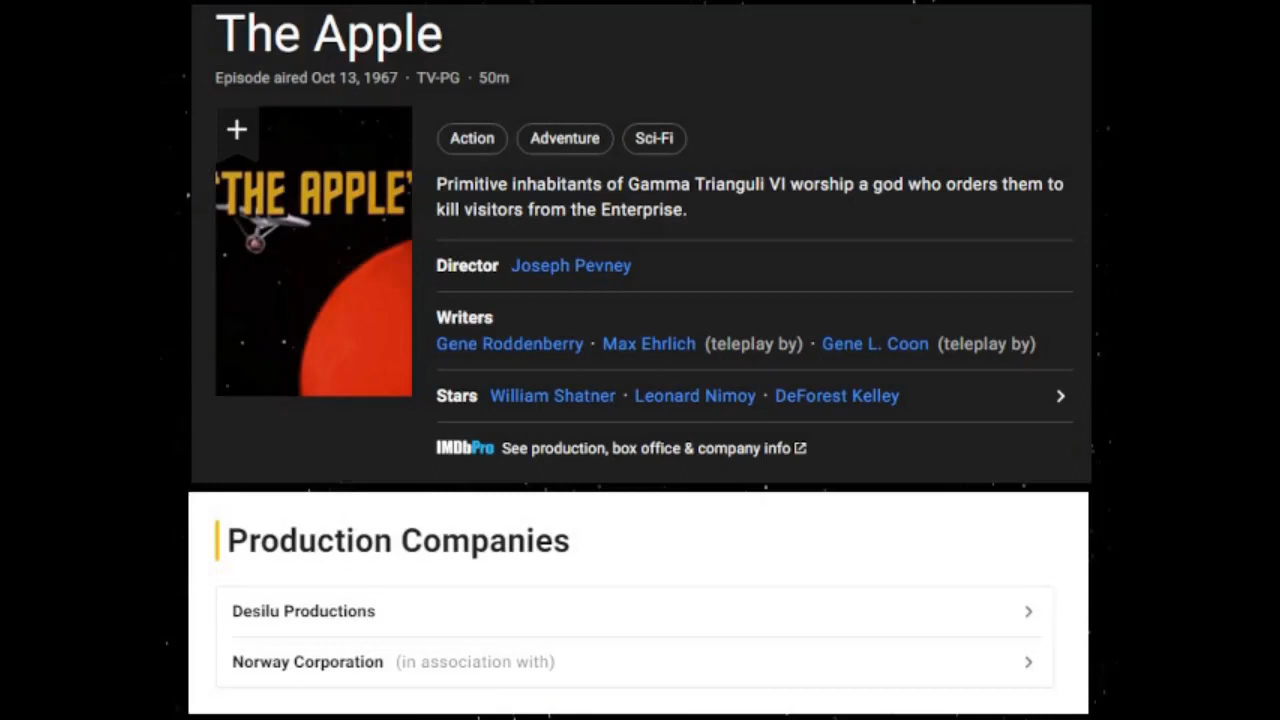 The Apple
Episode aired Oct 13, 1967 · TV-PG · 50m
+
"THE APPLE"
Action Adventure Sci-Fi
Primitive inhabitants of Gamma Trianguli VI worship a god who orders them to
kill visitors from the Enterprise.
Director Joseph Pevney
Writers
Gene Roddenberry · Max Ehrlich (teleplay by) · Gene L. Coon (teleplay by)
Stars William Shatner · Leonard Nimoy · DeForest Kelley
IMDbPro See production, box office & company info
Production Companies
Desilu Productions
Norway Corporation (in association with)